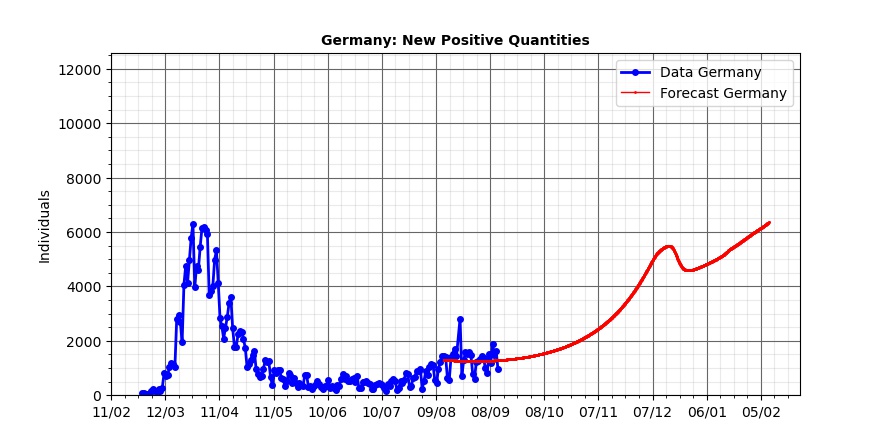 Germany: New Positive Quantities
Data Germany
Forecast Germany
Individuals
12000
10000
8000
6000
4000
2000
0
11/02 12/03 11/04 11/05 10/06 10/07 09/08 08/09 08/10 07/11 07/12 06/01 05/02